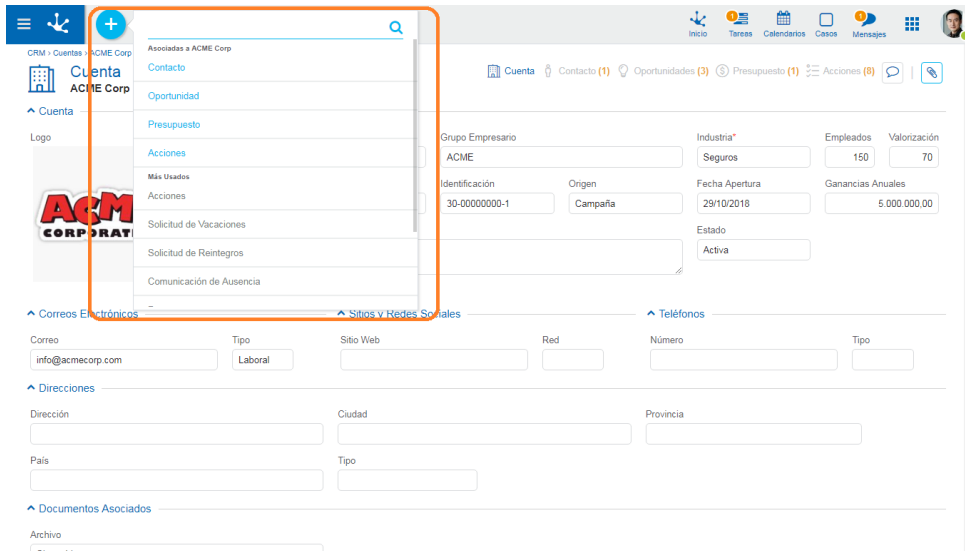 1 1
Inicio Tareas Calendarios Casos Mensajes
CRM › Cuentas › ACME Corp
Asociadas a ACME Corp
Contacto
Oportunidad
Presupuesto
Acciones
Más Usados
Acciones
Solicitud de Vacaciones
Solicitud de Reintegros
Comunicación de Ausencia
Cuenta
ACME Corp
Cuenta Contacto (1) Oportunidades (3) Presupuesto (1) Acciones (8)
Cuenta
Logo Grupo Empresario Industria* Empleados Valorización
ACME Seguros 150 70
Identificación Origen Fecha Apertura Ganancias Anuales
30-00000000-1 Campaña 29/10/2018 5.000.000,00
ACME
CORPORATI
Estado
Activa
Correos Electrónicos Sitios y Redes Sociales Teléfonos
Correo Tipo Sitio Web Red Número Tipo
info@acmecorp.com Laboral
Direcciones
Dirección Ciudad Provincia
País Tipo
Documentos Asociados
Archivo